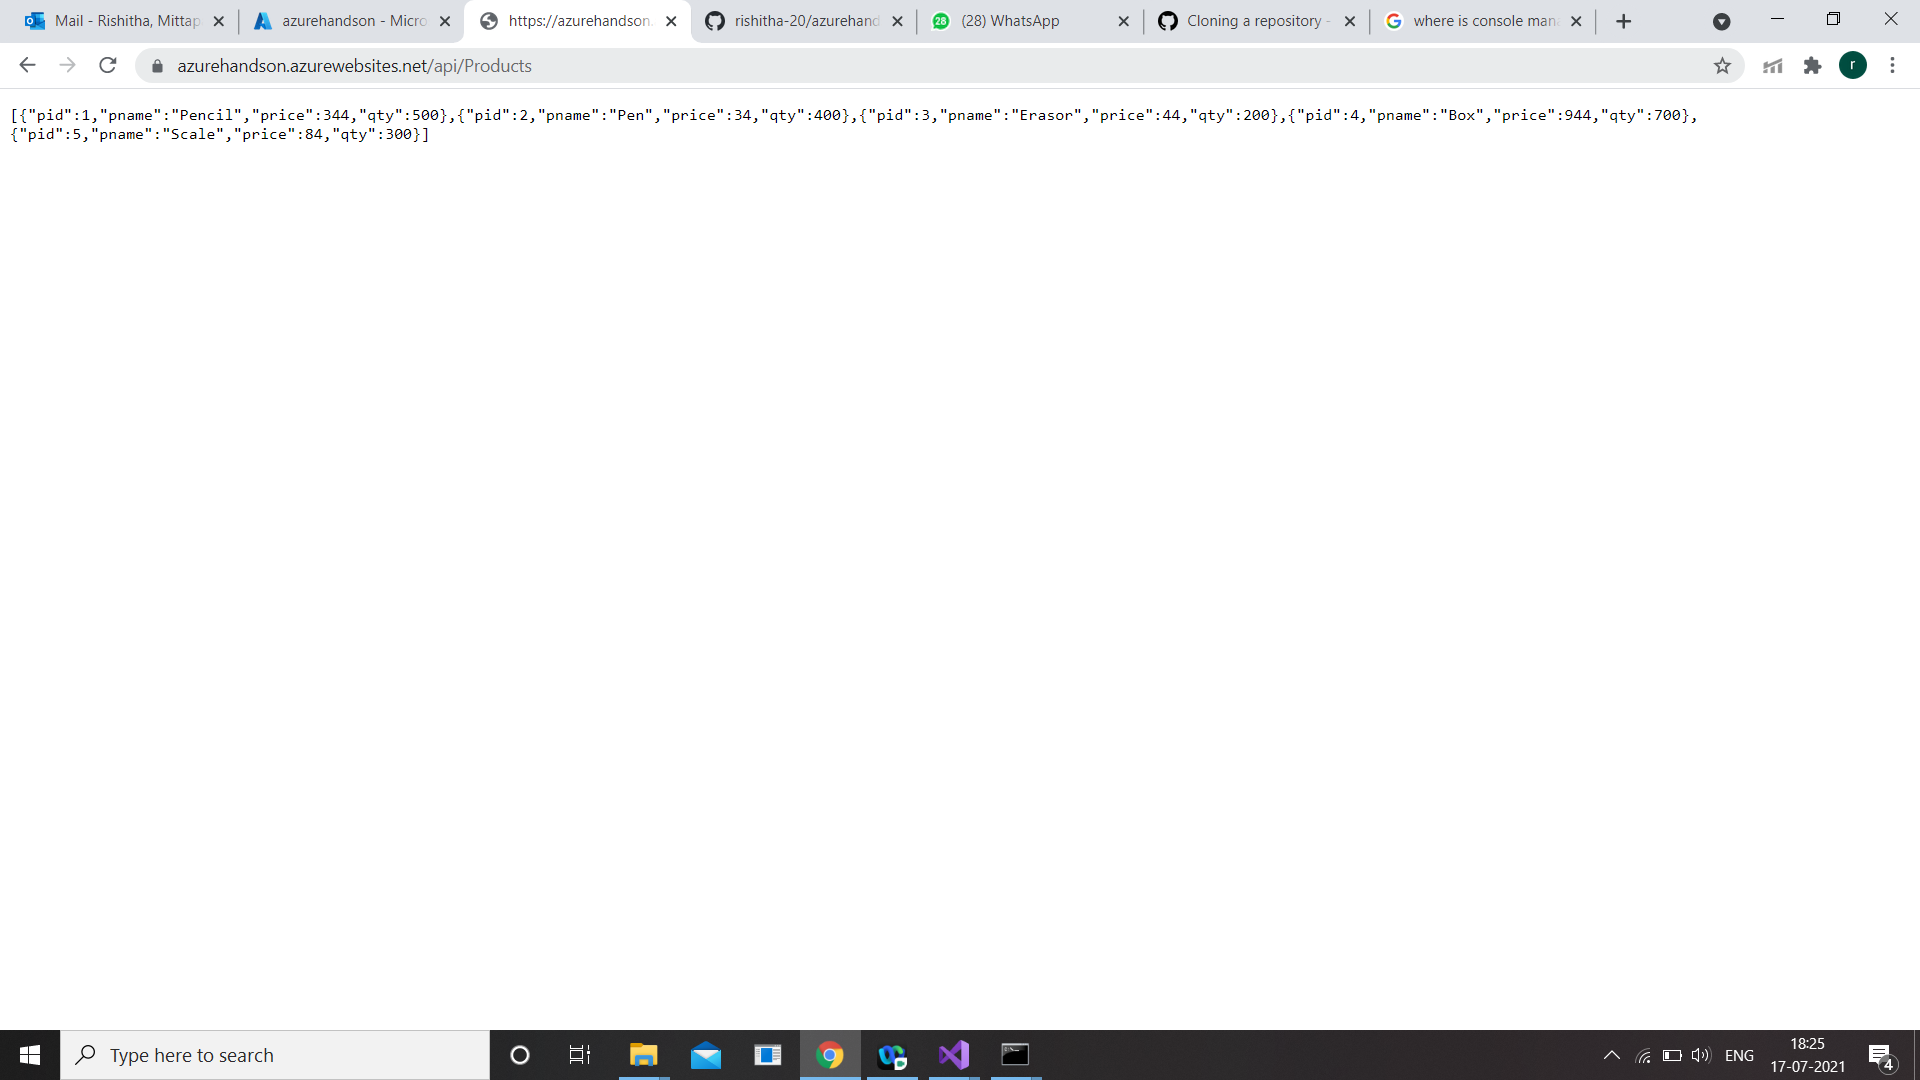 Mail - Rishitha, Mittap
azurehandson - Micro
https://azurehandson.
rishitha-20/azurehand
28
(28) WhatsApp
Cloning a repository -
where is console man
azurehandson.azurewebsites.net/api/Products
r
[{"pid":1,"pname":"Pencil","price":344,"qty":500},{"pid":2,"pname":"Pen","price":34,"qty":400},{"pid":3,"pname":"Erasor","price":44,"qty":200},{"pid":4,"pname":"Box","price":944,"qty":700},
{"pid":5,"pname":"Scale","price":84,"qty":300}]
Type here to search
ENG
18:25
17-07-2021
4